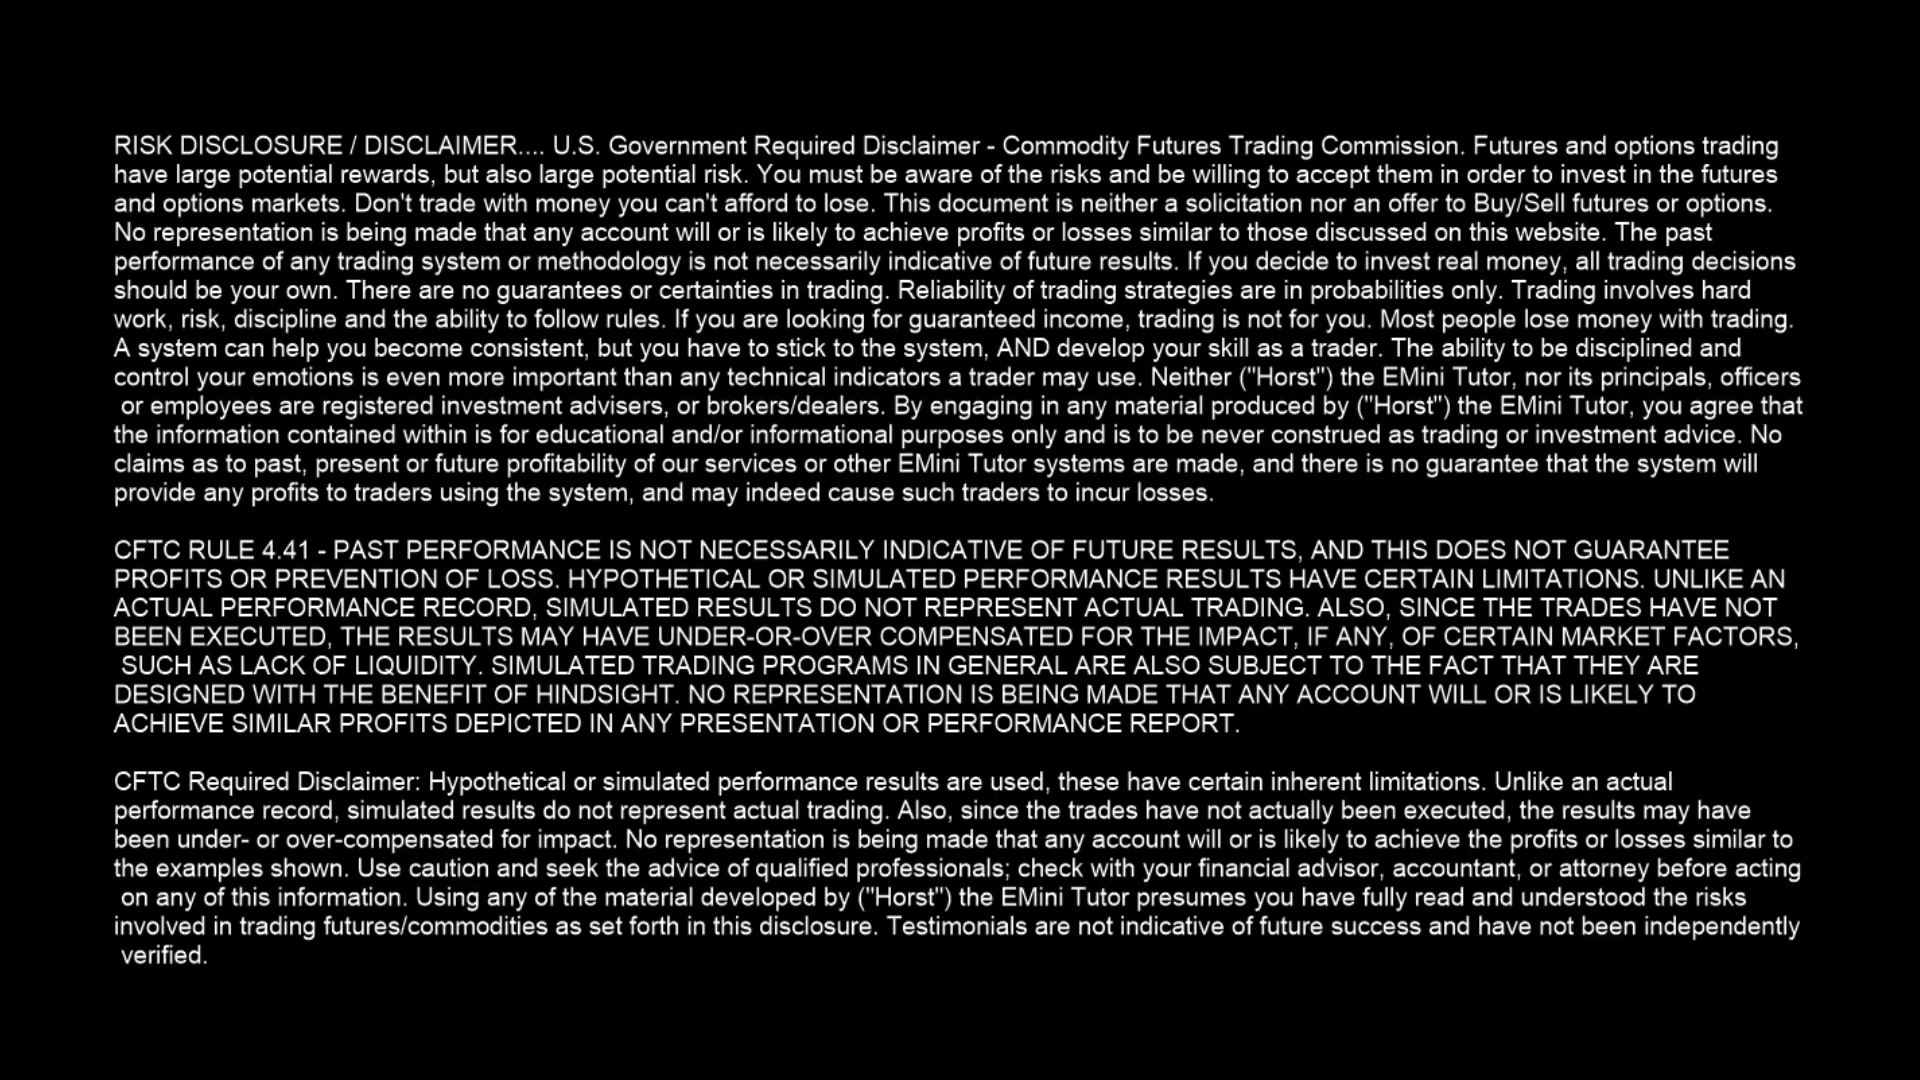 RISK DISCLOSURE / DISCLAIMER.... U.S. Government Required Disclaimer - Commodity Futures Trading Commission. Futures and options trading
have large potential rewards, but also large potential risk. You must be aware of the risks and be willing to accept them in order to invest in the futures
and options markets. Don't trade with money you can't afford to lose. This document is neither a solicitation nor an offer to Buy/Sell futures or options.
No representation is being made that any account will or is likely to achieve profits or losses similar to those discussed on this website. The past
performance of any trading system or methodology is not necessarily indicative of future results. If you decide to invest real money, all trading decisions
should be your own. There are no guarantees or certainties in trading. Reliability of trading strategies are in probabilities only. Trading involves hard
work, risk, discipline and the ability to follow rules. If you are looking for guaranteed income, trading is not for you. Most people lose money with trading.
A system can help you become consistent, but you have to stick to the system, AND develop your skill as a trader. The ability to be disciplined and
control your emotions is even more important than any technical indicators a trader may use. Neither ("Horst") the EMini Tutor, nor its principals, officers
or employees are registered investment advisers, or brokers/dealers. By engaging in any material produced by ("Horst") the EMini Tutor, you agree that
the information contained within is for educational and/or informational purposes only and is to be never construed as trading or investment advice. No
claims as to past, present or future profitability of our services or other EMini Tutor systems are made, and there is no guarantee that the system will
provide any profits to traders using the system, and may indeed cause such traders to incur losses.
CFTC RULE 4.41 - PAST PERFORMANCE IS NOT NECESSARILY INDICATIVE OF FUTURE RESULTS, AND THIS DOES NOT GUARANTEE
PROFITS OR PREVENTION OF LOSS. HYPOTHETICAL OR SIMULATED PERFORMANCE RESULTS HAVE CERTAIN LIMITATIONS. UNLIKE AN
ACTUAL PERFORMANCE RECORD, SIMULATED RESULTS DO NOT REPRESENT ACTUAL TRADING. ALSO, SINCE THE TRADES HAVE NOT
BEEN EXECUTED, THE RESULTS MAY HAVE UNDER-OR-OVER COMPENSATED FOR THE IMPACT, IF ANY, OF CERTAIN MARKET FACTORS,
SUCH AS LACK OF LIQUIDITY. SIMULATED TRADING PROGRAMS IN GENERAL ARE ALSO SUBJECT TO THE FACT THAT THEY ARE
DESIGNED WITH THE BENEFIT OF HINDSIGHT. NO REPRESENTATION IS BEING MADE THAT ANY ACCOUNT WILL OR IS LIKELY TO
ACHIEVE SIMILAR PROFITS DEPICTED IN ANY PRESENTATION OR PERFORMANCE REPORT.
CFTC Required Disclaimer: Hypothetical or simulated performance results are used, these have certain inherent limitations. Unlike an actual
performance record, simulated results do not represent actual trading. Also, since the trades have not actually been executed, the results may have
been under- or over-compensated for impact. No representation is being made that any account will or is likely to achieve the profits or losses similar to
the examples shown. Use caution and seek the advice of qualified professionals; check with your financial advisor, accountant, or attorney before acting
on any of this information. Using any of the material developed by ("Horst") the EMini Tutor presumes you have fully read and understood the risks
involved in trading futures/commodities as set forth in this disclosure. Testimonials are not indicative of future success and have not been independently
verified.